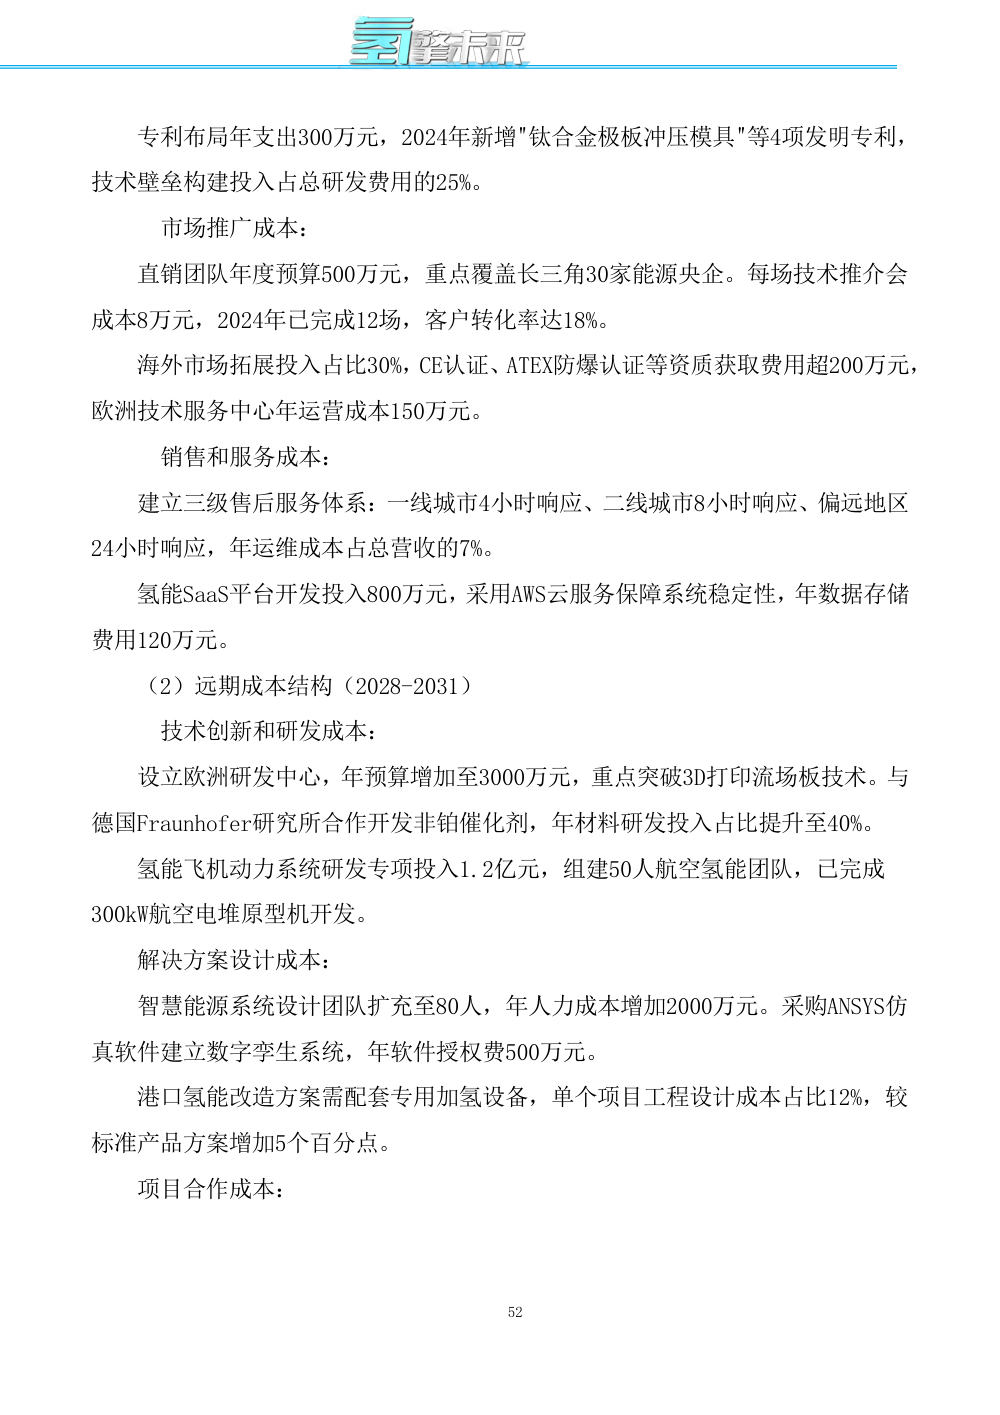 氢擎未来
专利布局年支出300万元，2024年新增"钛合金极板冲压模具"等4项发明专利，
技术壁垒构建投入占总研发费用的25%。
市场推广成本：
直销团队年度预算500万元，重点覆盖长三角30家能源央企。每场技术推介会
成本8万元，2024年已完成12场，客户转化率达18%。
海外市场拓展投入占比30%，CE认证、ATEX防爆认证等资质获取费用超200万元，
欧洲技术服务中心年运营成本150万元。
销售和服务成本：
建立三级售后服务体系：一线城市4小时响应、二线城市8小时响应、偏远地区
24小时响应，年运维成本占总营收的7%。
氢能SaaS平台开发投入800万元，采用AWS云服务保障系统稳定性，年数据存储
费用120万元。
（2）远期成本结构（2028-2031）
技术创新和研发成本：
设立欧洲研发中心，年预算增加至3000万元，重点突破3D打印流场板技术。与
德国Fraunhofer研究所合作开发非铂催化剂，年材料研发投入占比提升至40%。
氢能飞机动力系统研发专项投入1.2亿元，组建50人航空氢能团队，已完成
300kW航空电堆原型机开发。
解决方案设计成本：
智慧能源系统设计团队扩充至80人，年人力成本增加2000万元。采购ANSYS仿
真软件建立数字孪生系统，年软件授权费500万元。
港口氢能改造方案需配套专用加氢设备，单个项目工程设计成本占比12%，较
标准产品方案增加5个百分点。
项目合作成本：
52